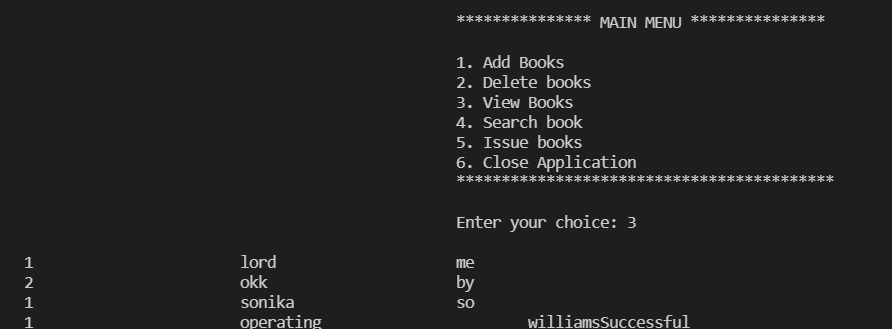 *************** MAIN MENU ***************
1. Add Books
2. Delete books
3. View Books
4. Search book
5. Issue books
6. Close Application
******************************************
Enter your choice: 3
1 lord me
2 okk by
1 sonika so
1 operating williamsSuccessful